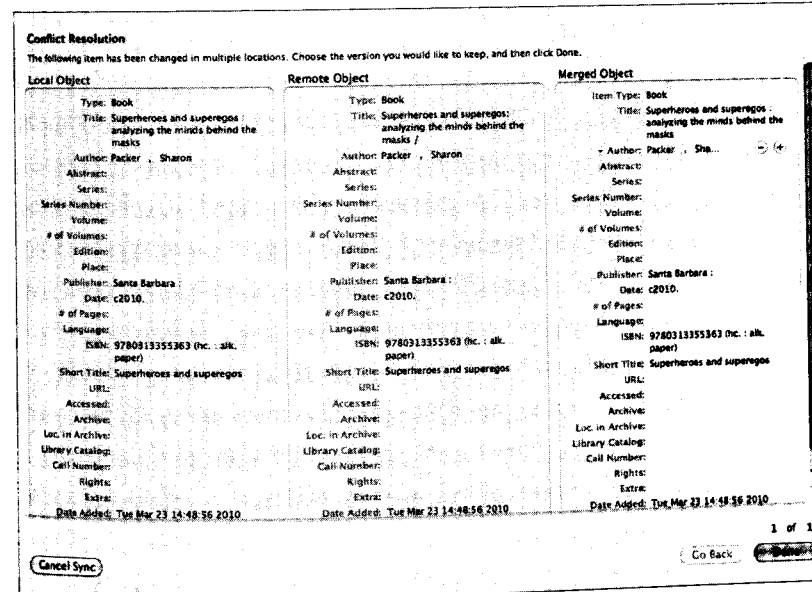 Conflict Resolution
The following item has been changed in multiple locations. Choose the version you would like to keep, and then click Done.
Local Object
Type: Book
Title: Superheroes and superegos :
analyzing the minds behind the
masks
Author: Packer , Sharon
Abstract:
Series:
Series Number:
Volume:
# of Volumes:
Edition:
Place:
Publisher: Santa Barbara :
Date: c2010.
# of Pages:
Language:
ISBN: 9780313355363 (hc. : alk.
paper)
Short Title: Superheroes and superegos
URL:
Accessed:
Archive:
Loc. in Archive:
Library Catalog:
Call Number:
Rights:
Extra:
Date Added: Tue Mar 23 14:48:56 2010
Remote Object
Type: Book
Title: Superheroes and superegos:
analyzing the minds behind the
masks /
Author: Packer , Sharon
Abstract:
Series:
Series Number:
Volume:
# of Volumes:
Edition:
Place:
Publisher: Santa Barbara :
Date: c2010.
# of Pages:
Language:
ISBN: 9780313355363 (hc. : alk.
paper)
Short Title: Superheroes and superegos
URL:
Accessed:
Archive:
Loc. in Archive:
Library Catalog:
Call Number:
Rights:
Extra:
Date Added: Tue Mar 23 14:48:56 2010
Merged Object
Item Type: Book
Title: Superheroes and superegos :
analyzing the minds behind the
masks
Author: Packer , Sha...
Abstract:
Series:
Series Number:
Volume:
# of Volumes:
Edition:
Place:
Publisher: Santa Barbara :
Date: c2010.
# of Pages:
Language:
ISBN: 9780313355363 (hc. : alk.
paper)
Short Title: Superheroes and superegos
URL:
Accessed:
Archive:
Loc. in Archive:
Library Catalog:
Call Number:
Rights:
Extra:
Date Added: Tue Mar 23 14:48:56 2010
1 of 1
Cancel Sync
Go Back
Done